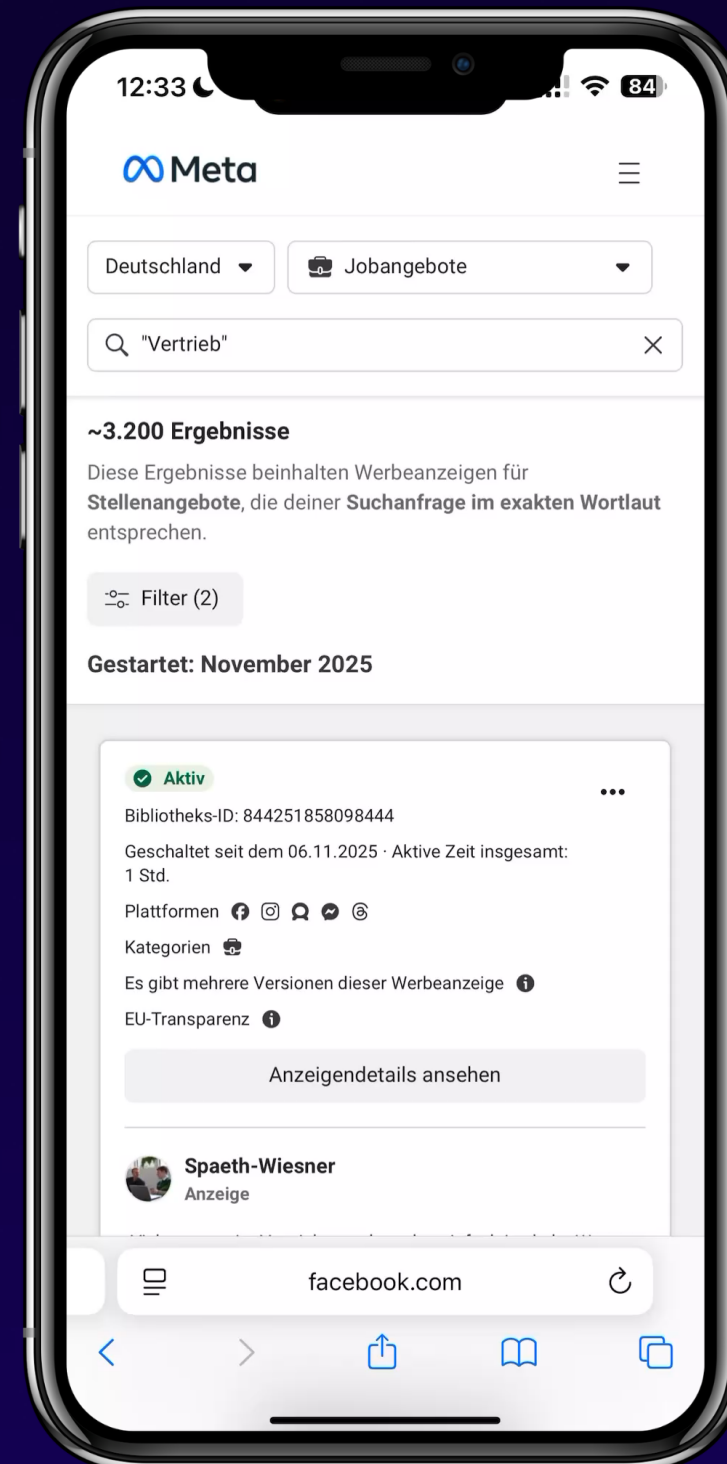 12:33
84
Meta
Deutschland
Jobangebote
"Vertrieb"
~3.200 Ergebnisse
Diese Ergebnisse beinhalten Werbeanzeigen für
Stellenangebote, die deiner Suchanfrage im exakten Wortlaut
entsprechen.
Filter (2)
Gestartet: November 2025
Aktiv
Bibliotheks-ID: 844251858098444
Geschaltet seit dem 06.11.2025 · Aktive Zeit insgesamt:
1 Std.
Plattformen
Kategorien
Es gibt mehrere Versionen dieser Werbeanzeige
EU-Transparenz
Anzeigendetails ansehen
Spaeth-Wiesner
Anzeige
facebook.com